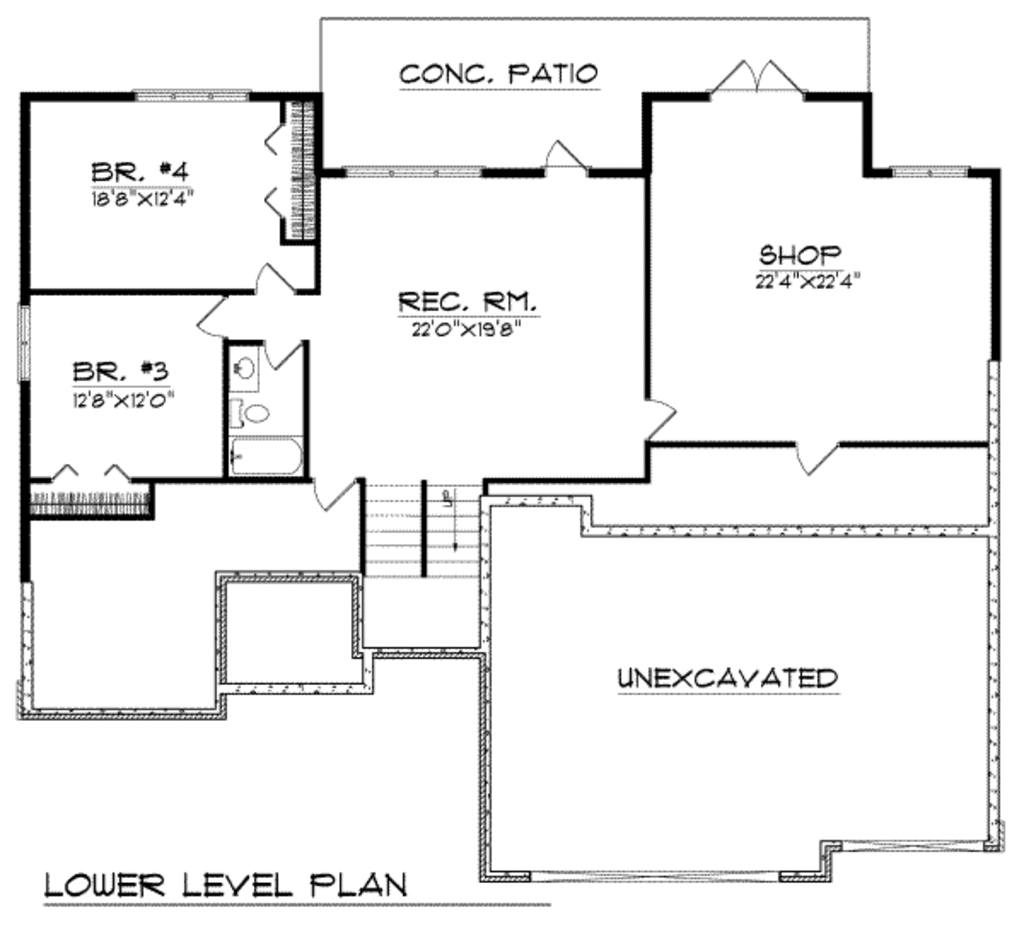 CONC. PATIO
BR. #4
18'8"X12'4"
SHOP
22'4"X22'4"
REC. RM.
22'0"X19'8"
BR. #3
12'8"X12'0"
UP
UNEXCAVATED
LOWER LEVEL PLAN